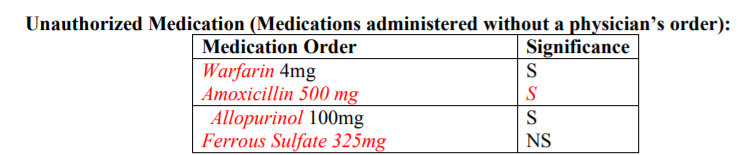 Unauthorized Medication (Medications administered without a physician’s order):
Medication Order Significance
Warfarin 4mg S
Amoxicillin 500 mg S
Allopurinol 100mg S
Ferrous Sulfate 325mg NS